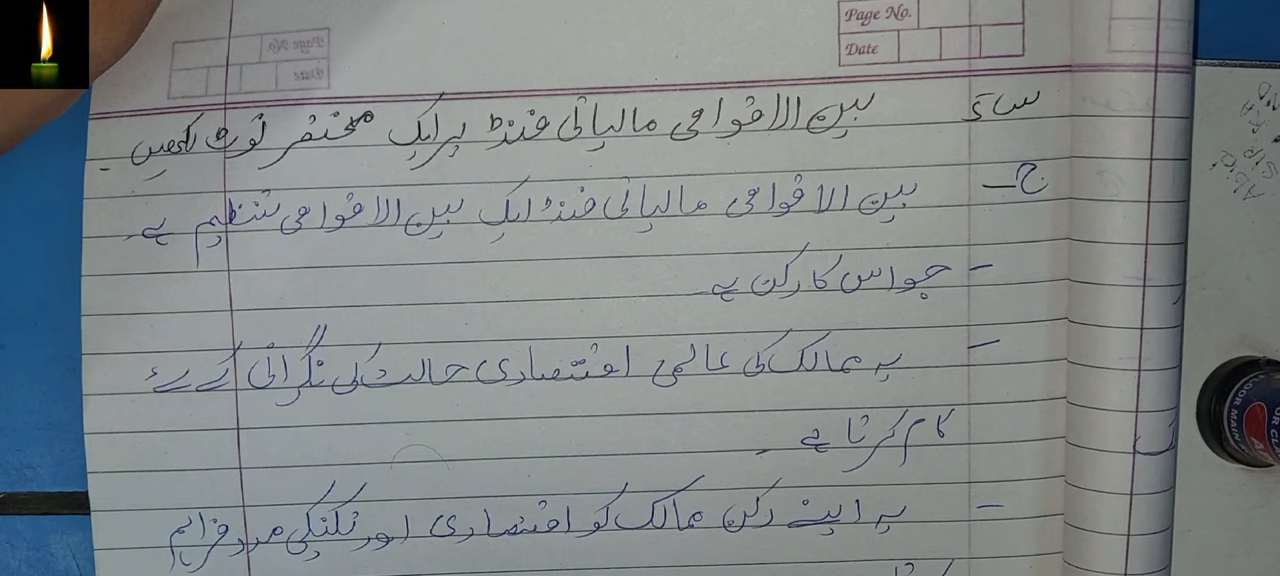 Page No.
Date
س۔ بین الاقوامی مالیاتی فنڈ پر ایک مختصر نوٹ لکھیں۔
ج۔ بین الاقوامی مالیاتی فنڈ ایک بین الاقوامی تنظیم ہے۔
- جو اس کا رکن ہے
- یہ ممالک کی عالمی اقتصادی حالت کی نگرانی کے لئے
کام کرتا ہے۔
- یہ اپنے رکن ممالک کو اقتصادی اور تکنیکی مدد فراہم